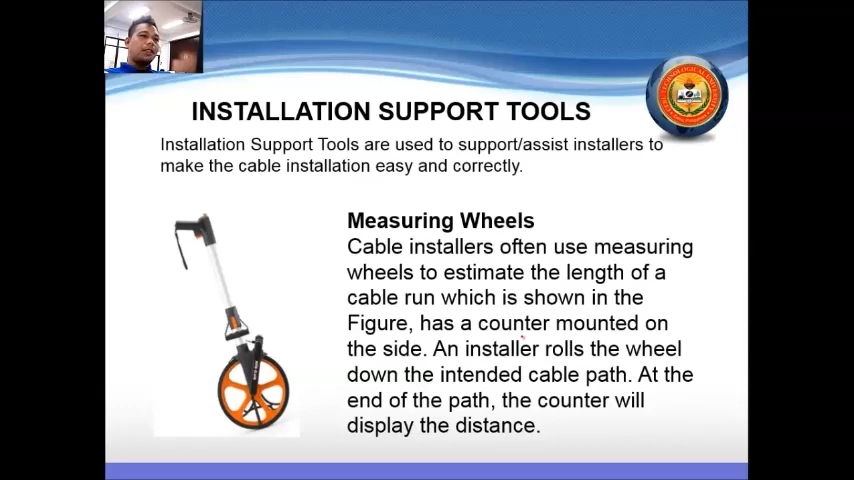 INSTALLATION SUPPORT TOOLS
Installation Support Tools are used to support/assist installers to
make the cable installation easy and correctly.
Measuring Wheels
Cable installers often use measuring
wheels to estimate the length of a
cable run which is shown in the
Figure, has a counter mounted on
the side. An installer rolls the wheel
down the intended cable path. At the
end of the path, the counter will
display the distance.